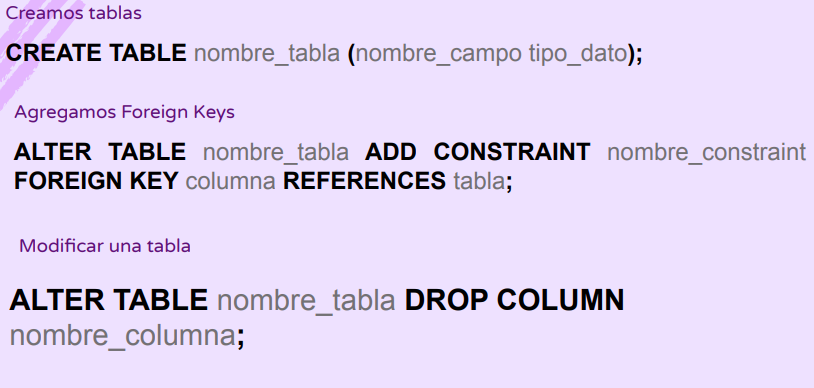 Creamos tablas
CREATE TABLE nombre_tabla (nombre_campo tipo_dato);
Agregamos Foreign Keys
ALTER TABLE nombre_tabla ADD CONSTRAINT nombre_constraint
FOREIGN KEY columna REFERENCES tabla;
Modificar una tabla
ALTER TABLE nombre_tabla DROP COLUMN
nombre_columna;